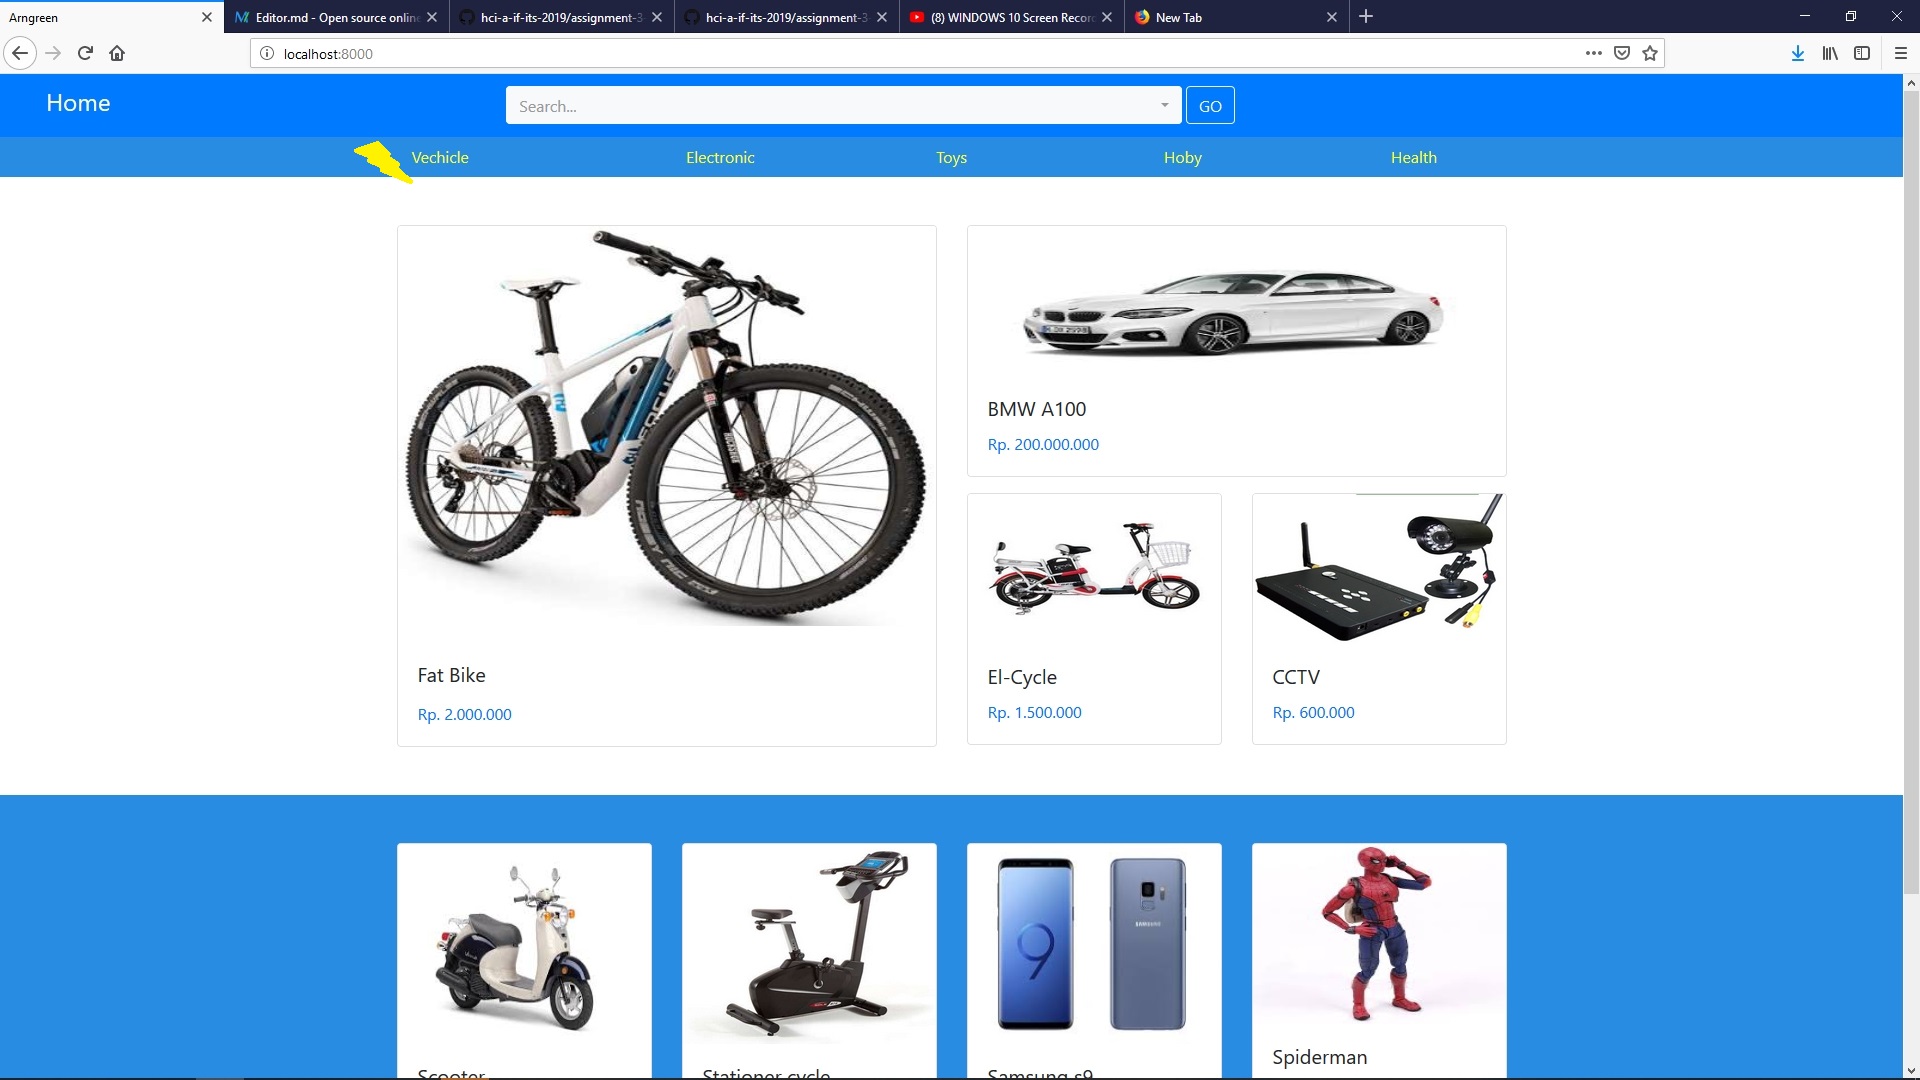 Arngreen
Editor.md - Open source online
hci-a-if-its-2019/assignment-3-
hci-a-if-its-2019/assignment-3-
(8) WINDOWS 10 Screen Recor
New Tab
localhost:8000
Home
Search...
GO
Vechicle
Electronic
Toys
Hoby
Health
Fat Bike
Rp. 2.000.000
BMW A100
Rp. 200.000.000
El-Cycle
Rp. 1.500.000
CCTV
Rp. 600.000
9
SAMSUNG
Scooter
Stationer cycle
Samsung s9
Spiderman